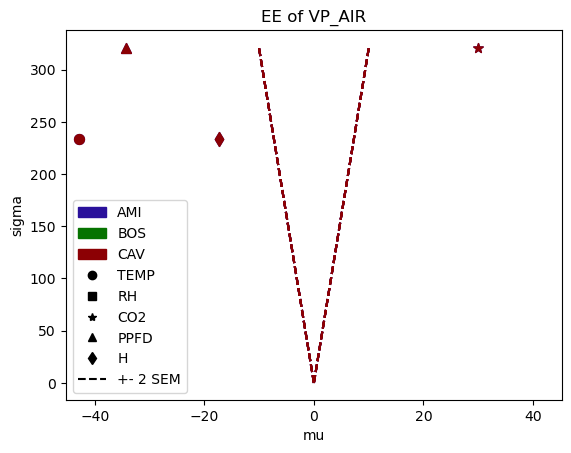 EE of VP_AIR
sigma
300
250
200
150
100
50
0
AMI
BOS
CAV
TEMP
RH
CO2
PPFD
H
+- 2 SEM
−40
−20
0
20
40
mu